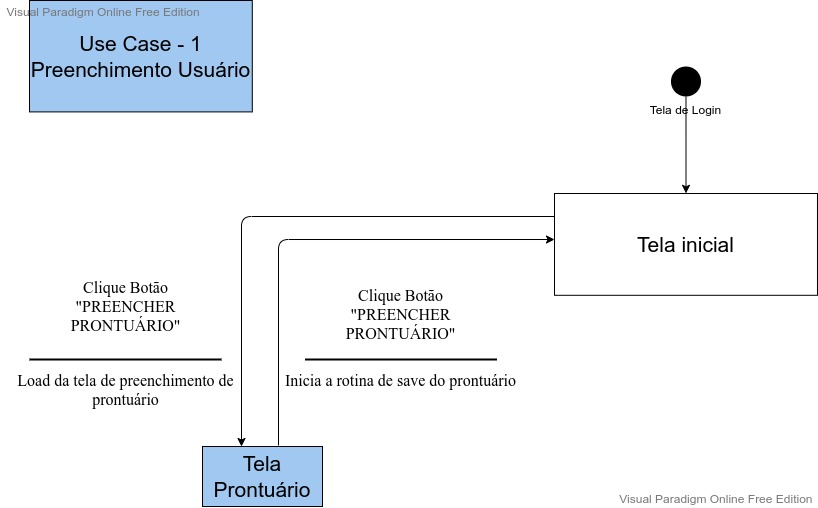 Visual Paradigm Online Free Edition
Use Case - 1
Preenchimento Usuário
Tela de Login
Tela inicial
Clique Botão
"PREENCHER
PRONTUÁRIO"
Load da tela de preenchimento de
prontuário
Clique Botão
"PREENCHER
PRONTUÁRIO"
Inicia a rotina de save do prontuário
Tela
Prontuário
Visual Paradigm Online Free Edition